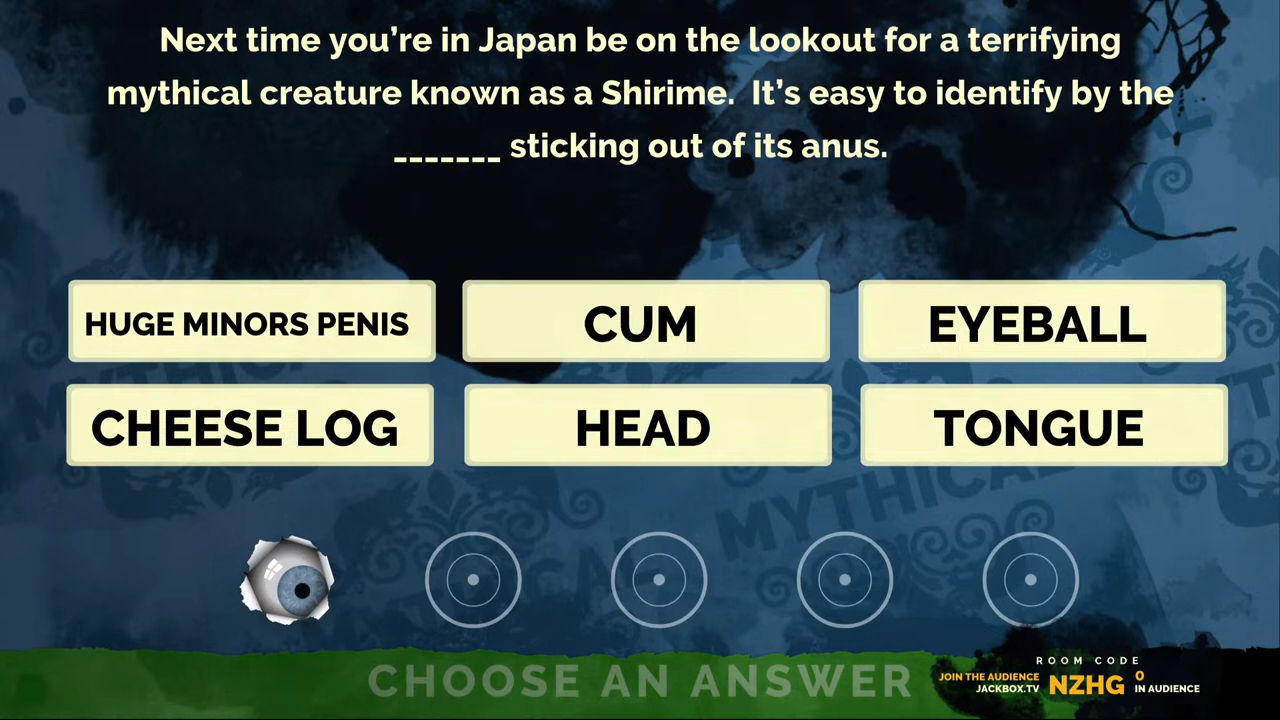 Next time you're in Japan be on the lookout for a terrifying
mythical creature known as a Shirime.  It's easy to identify by the
_______ sticking out of its anus.
HUGE MINORS PENIS
CUM
EYEBALL
CHEESE LOG
HEAD
TONGUE
MYTHICAL
CHOOSE AN ANSWER
ROOM CODE
JOIN THE AUDIENCE
JACKBOX.TV
NZHG
0
IN AUDIENCE